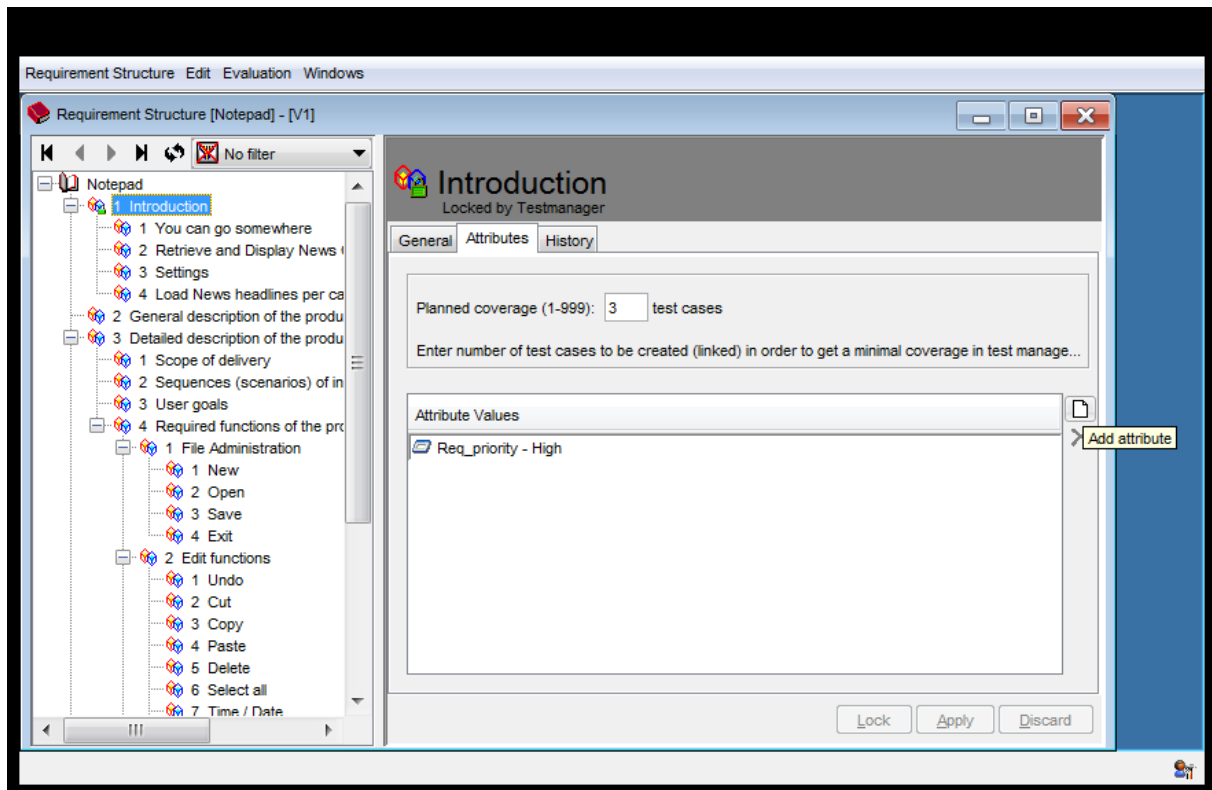 Requirement Structure Edit Evaluation Windows
Requirement Structure [Notepad] - [V1]
No filter
Notepad
1 Introduction
1 You can go somewhere
2 Retrieve and Display News
3 Settings
4 Load News headlines per ca
2 General description of the produ
3 Detailed description of the produ
1 Scope of delivery
2 Sequences (scenarios) of in
3 User goals
4 Required functions of the pro
1 File Administration
1 New
2 Open
3 Save
4 Exit
2 Edit functions
1 Undo
2 Cut
3 Copy
4 Paste
5 Delete
6 Select all
7 Time / Date
Introduction
Locked by Testmanager
General Attributes History
Planned coverage (1-999): 3 test cases
Enter number of test cases to be created (linked) in order to get a minimal coverage in test manage...
Attribute Values
Add attribute
Req_priority - High
Lock Apply Discard